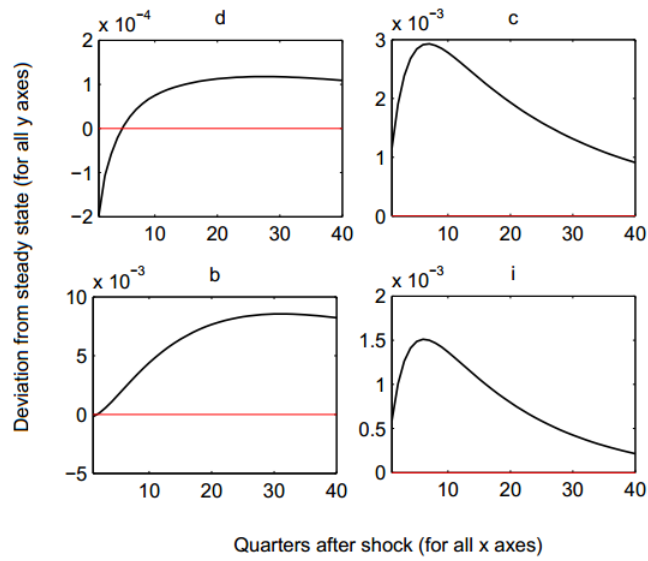 Deviation from steady state (for all y axes)
x 10⁻⁴
d
2
1
0
−1
−2
10 20 30 40
x 10⁻³
c
3
2
1
0
10 20 30 40
x 10⁻³
b
10
5
0
−5
10 20 30 40
x 10⁻³
i
2
1.5
1
0.5
0
10 20 30 40
Quarters after shock (for all x axes)